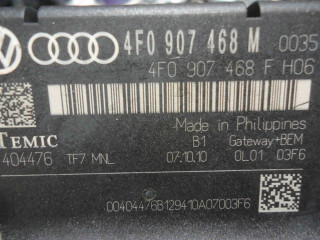 4F0 907 468 M 0035
4F0 907 468 F H06
Made in Philippines
TEMIC B1 Gateway+BEM
404476 TF7 MNL 07.10.10 0L01 03F6
00404476B129410A07003F6